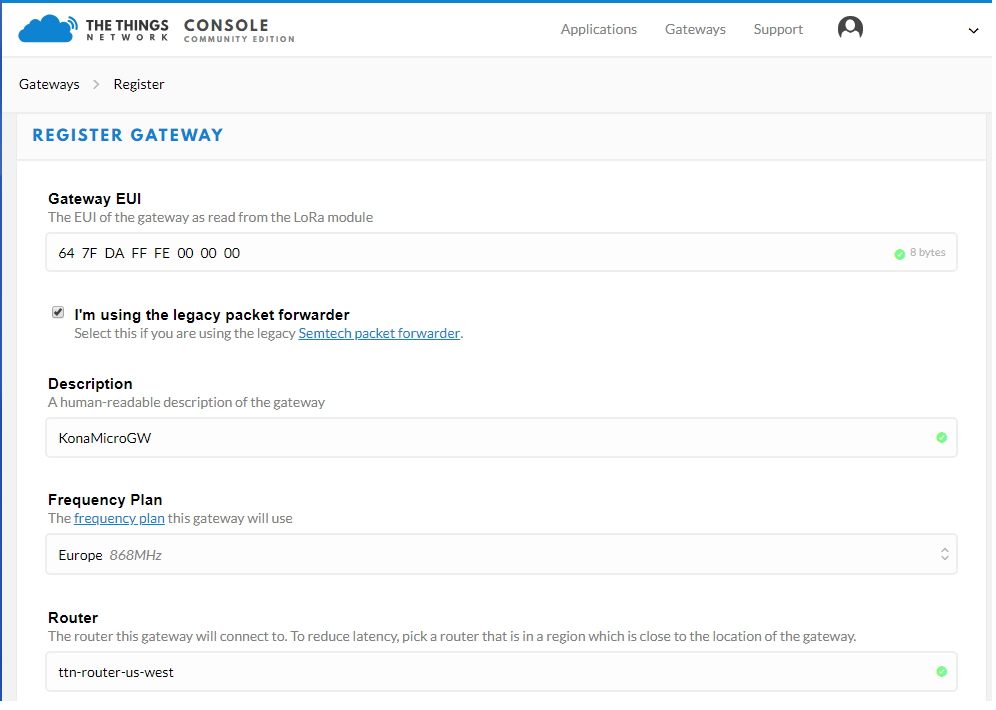 THE THINGS NETWORK
CONSOLE
COMMUNITY EDITION
Applications Gateways Support
Gateways > Register
REGISTER GATEWAY
Gateway EUI
The EUI of the gateway as read from the LoRa module
64 7F DA FF FE 00 00 00 8 bytes
I'm using the legacy packet forwarder
Select this if you are using the legacy Semtech packet forwarder.
Description
A human-readable description of the gateway
KonaMicroGW
Frequency Plan
The frequency plan this gateway will use
Europe 868MHz
Router
The router this gateway will connect to. To reduce latency, pick a router that is in a region which is close to the location of the gateway.
ttn-router-us-west